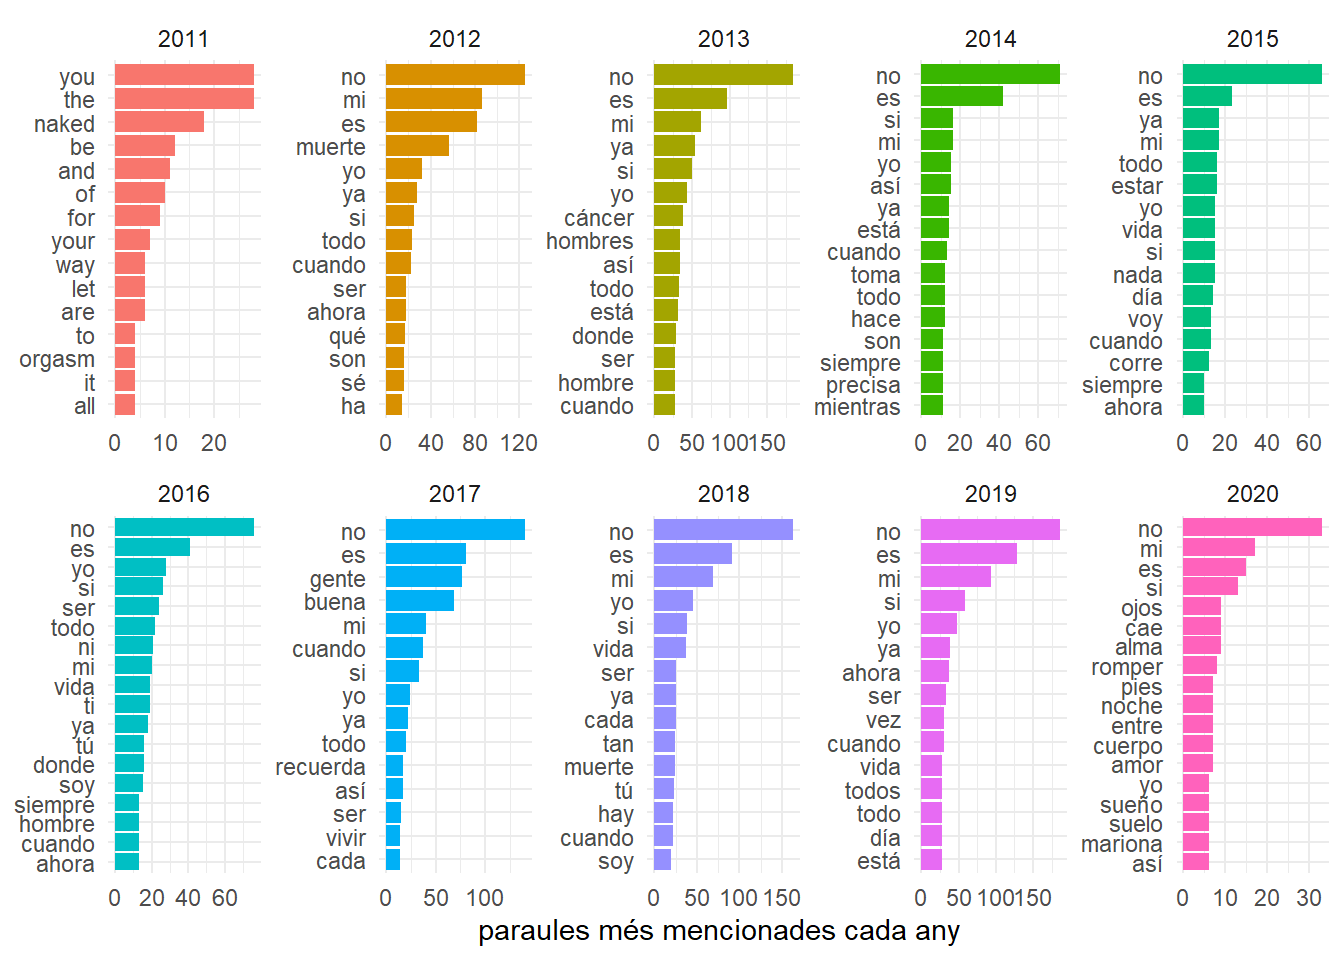 2011
you
the
naked
be
and
of
for
your
way
let
are
to
orgasm
it
all
0 10 20
2012
no
mi
es
muerte
yo
ya
si
todo
cuando
ser
ahora
qué
son
sé
ha
0 40 80 120
2013
no
es
mi
ya
si
yo
cáncer
hombres
así
todo
está
donde
ser
hombre
cuando
0 50 100 150
2014
no
es
si
mi
yo
así
ya
está
cuando
toma
todo
hace
son
siempre
precisa
mientras
0 20 40 60
2015
no
es
ya
mi
todo
estar
yo
vida
si
nada
día
voy
cuando
corre
siempre
ahora
0 20 40 60
2016
no
es
yo
si
ser
todo
ni
mi
vida
ti
ya
tú
donde
soy
siempre
hombre
cuando
ahora
0 20 40 60
2017
no
es
gente
buena
mi
cuando
si
yo
ya
todo
recuerda
así
ser
vivir
cada
0 50 100
2018
no
es
mi
yo
si
vida
ser
ya
cada
tan
muerte
tú
hay
cuando
soy
0 50 100 150
2019
no
es
mi
si
yo
ya
ahora
ser
vez
cuando
vida
todos
todo
día
está
0 50 100 150
2020
no
mi
es
si
ojos
cae
alma
romper
pies
noche
entre
cuerpo
amor
yo
sueño
suelo
mariona
así
0 10 20 30
paraules més mencionades cada any